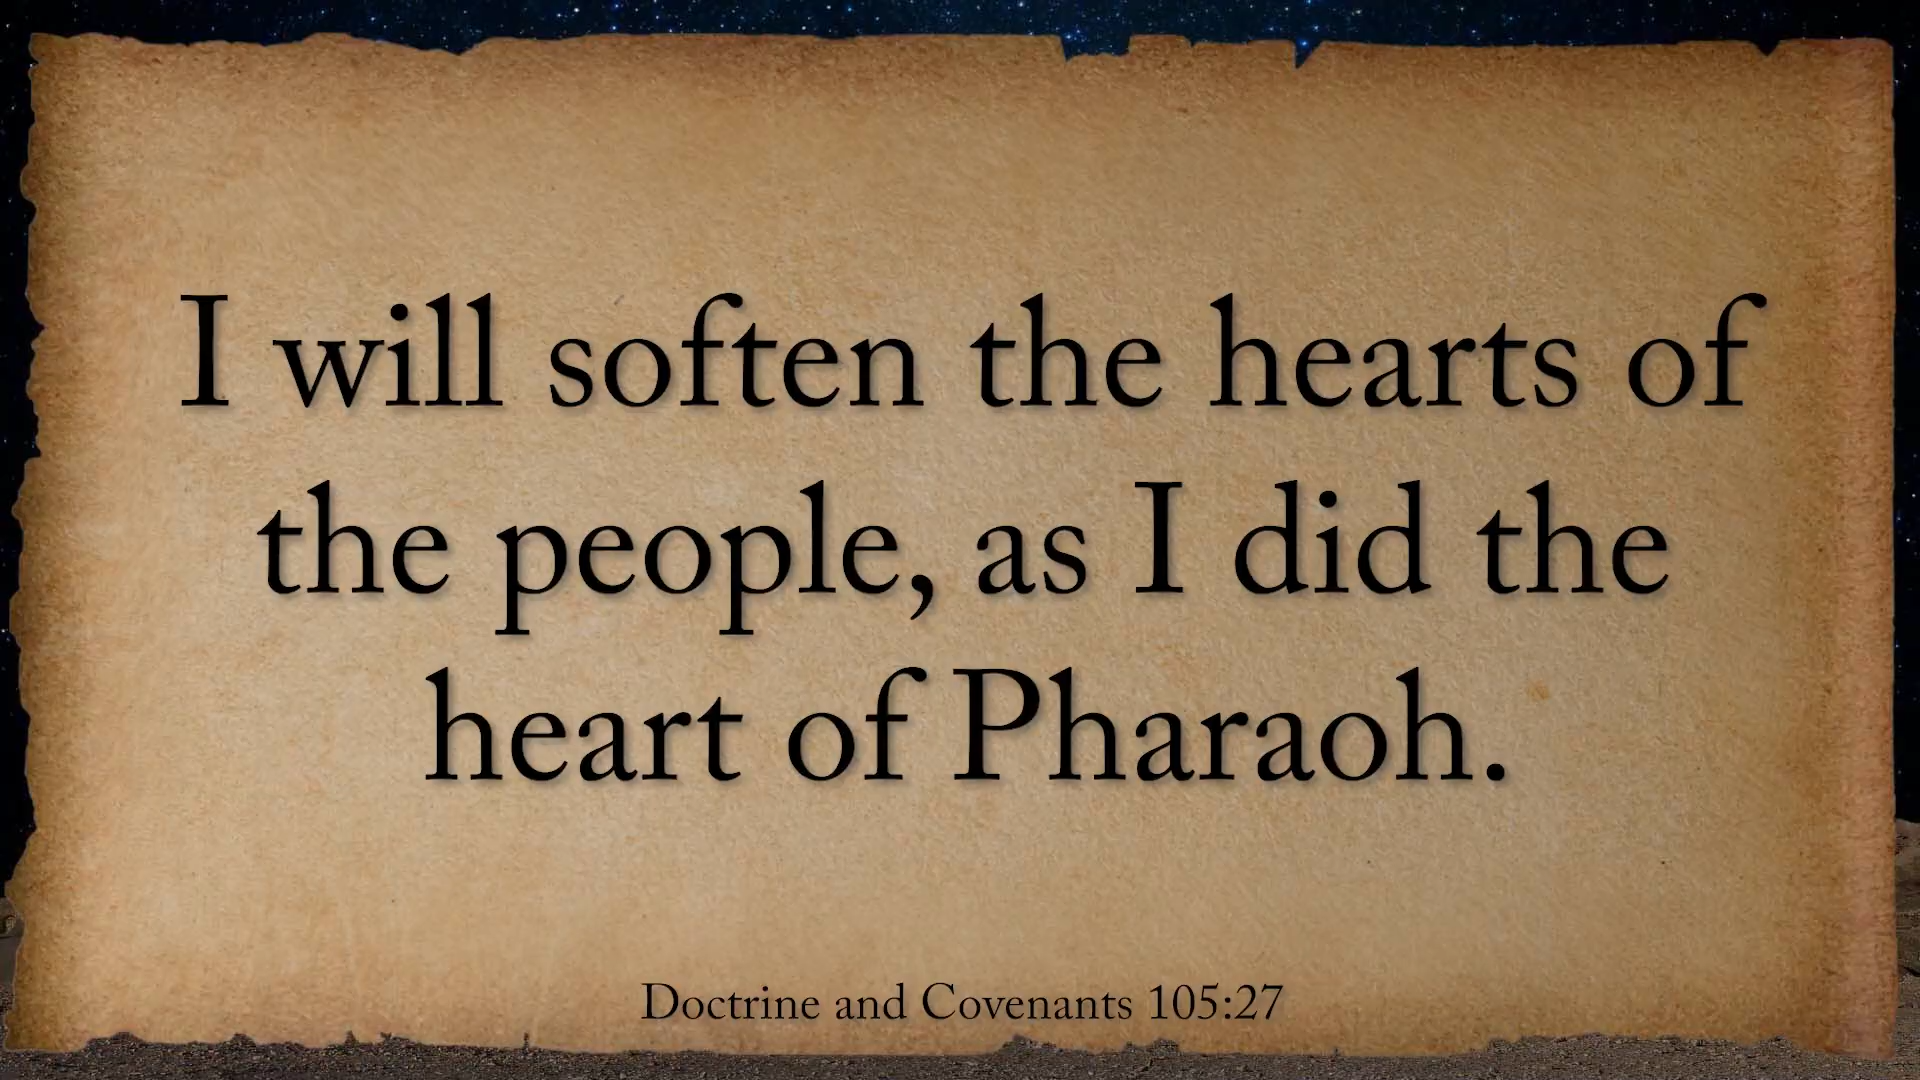 I will soften the hearts of
the people, as I did the
heart of Pharaoh.
Doctrine and Covenants 105:27